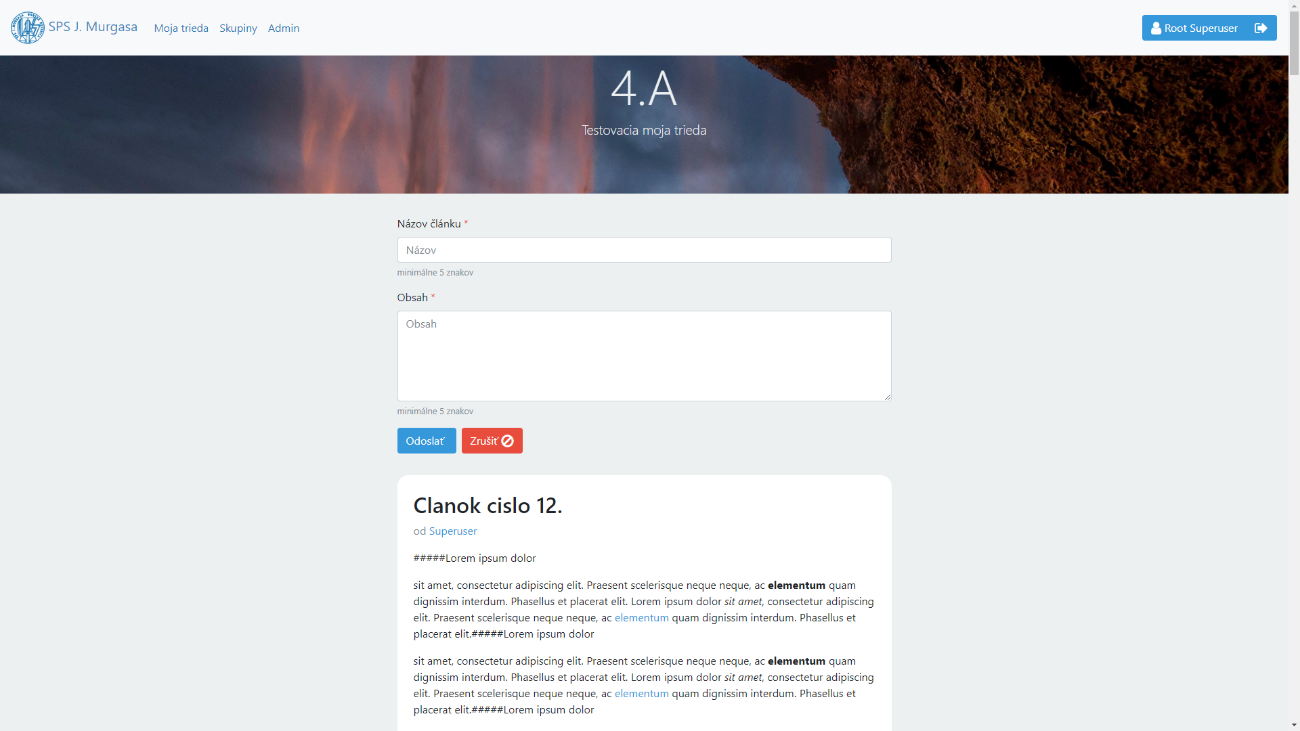 SPS J. Murgasa
Moja trieda
Skupiny
Admin
Root Superuser
4.A
Testovacia moja trieda
Názov článku *
Názov
minimálne 5 znakov
Obsah *
Obsah
minimálne 5 znakov
Odoslať
Zrušiť
Clanok cislo 12.
od Superuser
#####Lorem ipsum dolor
sit amet, consectetur adipiscing elit. Praesent scelerisque neque neque, ac elementum quam
dignissim interdum. Phasellus et placerat elit. Lorem ipsum dolor sit amet, consectetur adipiscing
elit. Praesent scelerisque neque neque, ac elementum quam dignissim interdum. Phasellus et
placerat elit.#####Lorem ipsum dolor
sit amet, consectetur adipiscing elit. Praesent scelerisque neque neque, ac elementum quam
dignissim interdum. Phasellus et placerat elit. Lorem ipsum dolor sit amet, consectetur adipiscing
elit. Praesent scelerisque neque neque, ac elementum quam dignissim interdum. Phasellus et
placerat elit.#####Lorem ipsum dolor